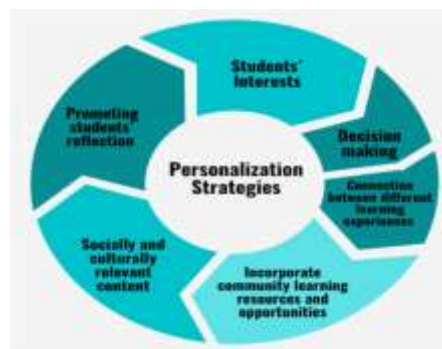 Students'
Interests
Decision
making
Connection
between different
learning
experiences
Incorporate
community learning
resources and
opportunities
Socially and
culturally
relevant
content
Promoting
students'
reflection
Personalization
Strategies